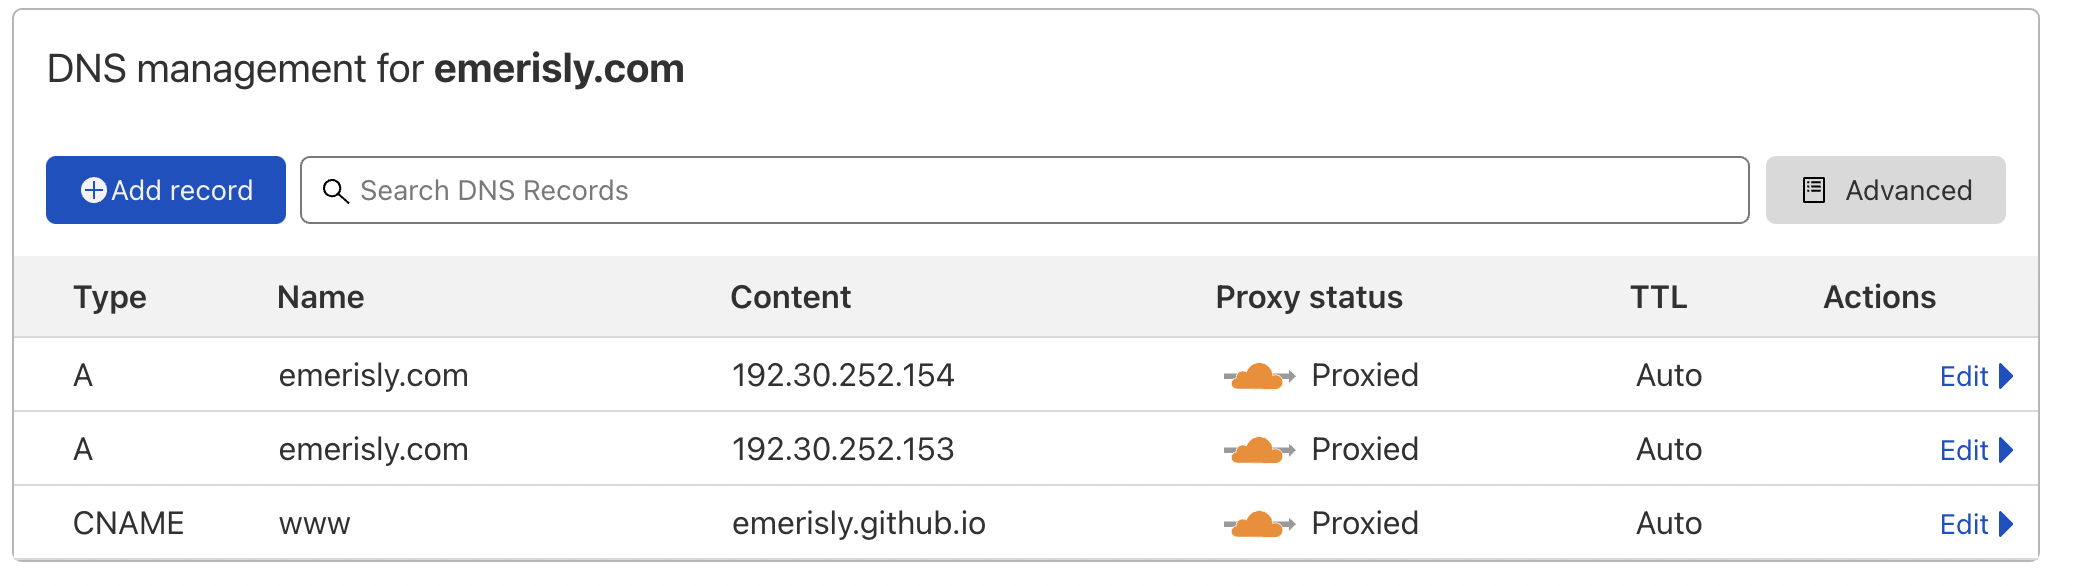 DNS management for emerisly.com
Add record Search DNS Records Advanced
Type Name Content Proxy status TTL Actions
A emerisly.com 192.30.252.154 Proxied Auto Edit
A emerisly.com 192.30.252.153 Proxied Auto Edit
CNAME www emerisly.github.io Proxied Auto Edit